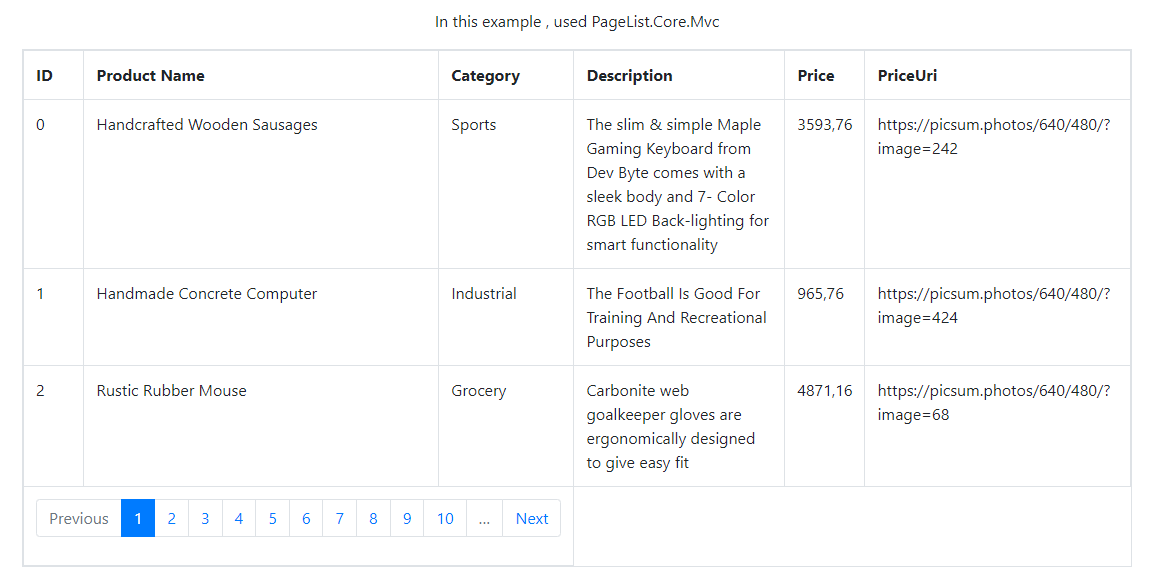 In this example , used PageList.Core.Mvc
ID Product Name Category Description Price PriceUri
0 Handcrafted Wooden Sausages Sports The slim & simple Maple 3593,76 https://picsum.photos/640/480/?
Gaming Keyboard from image=242
Dev Byte comes with a
sleek body and 7- Color
RGB LED Back-lighting for
smart functionality
1 Handmade Concrete Computer Industrial The Football Is Good For 965,76 https://picsum.photos/640/480/?
Training And Recreational image=424
Purposes
2 Rustic Rubber Mouse Grocery Carbonite web 4871,16 https://picsum.photos/640/480/?
goalkeeper gloves are image=68
ergonomically designed
to give easy fit
Previous 1 2 3 4 5 6 7 8 9 10 ... Next